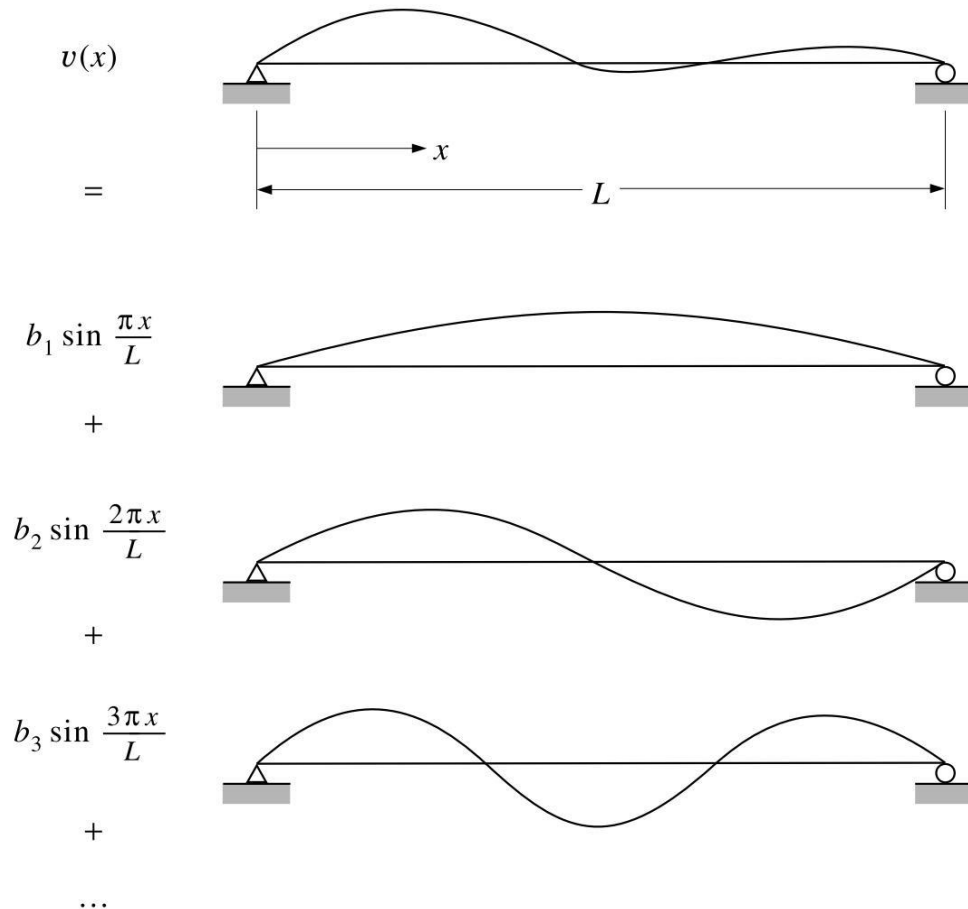 v(x)
x
= L
b₁ sin πx/L
+
b₂ sin 2πx/L
+
b₃ sin 3πx/L
+
...